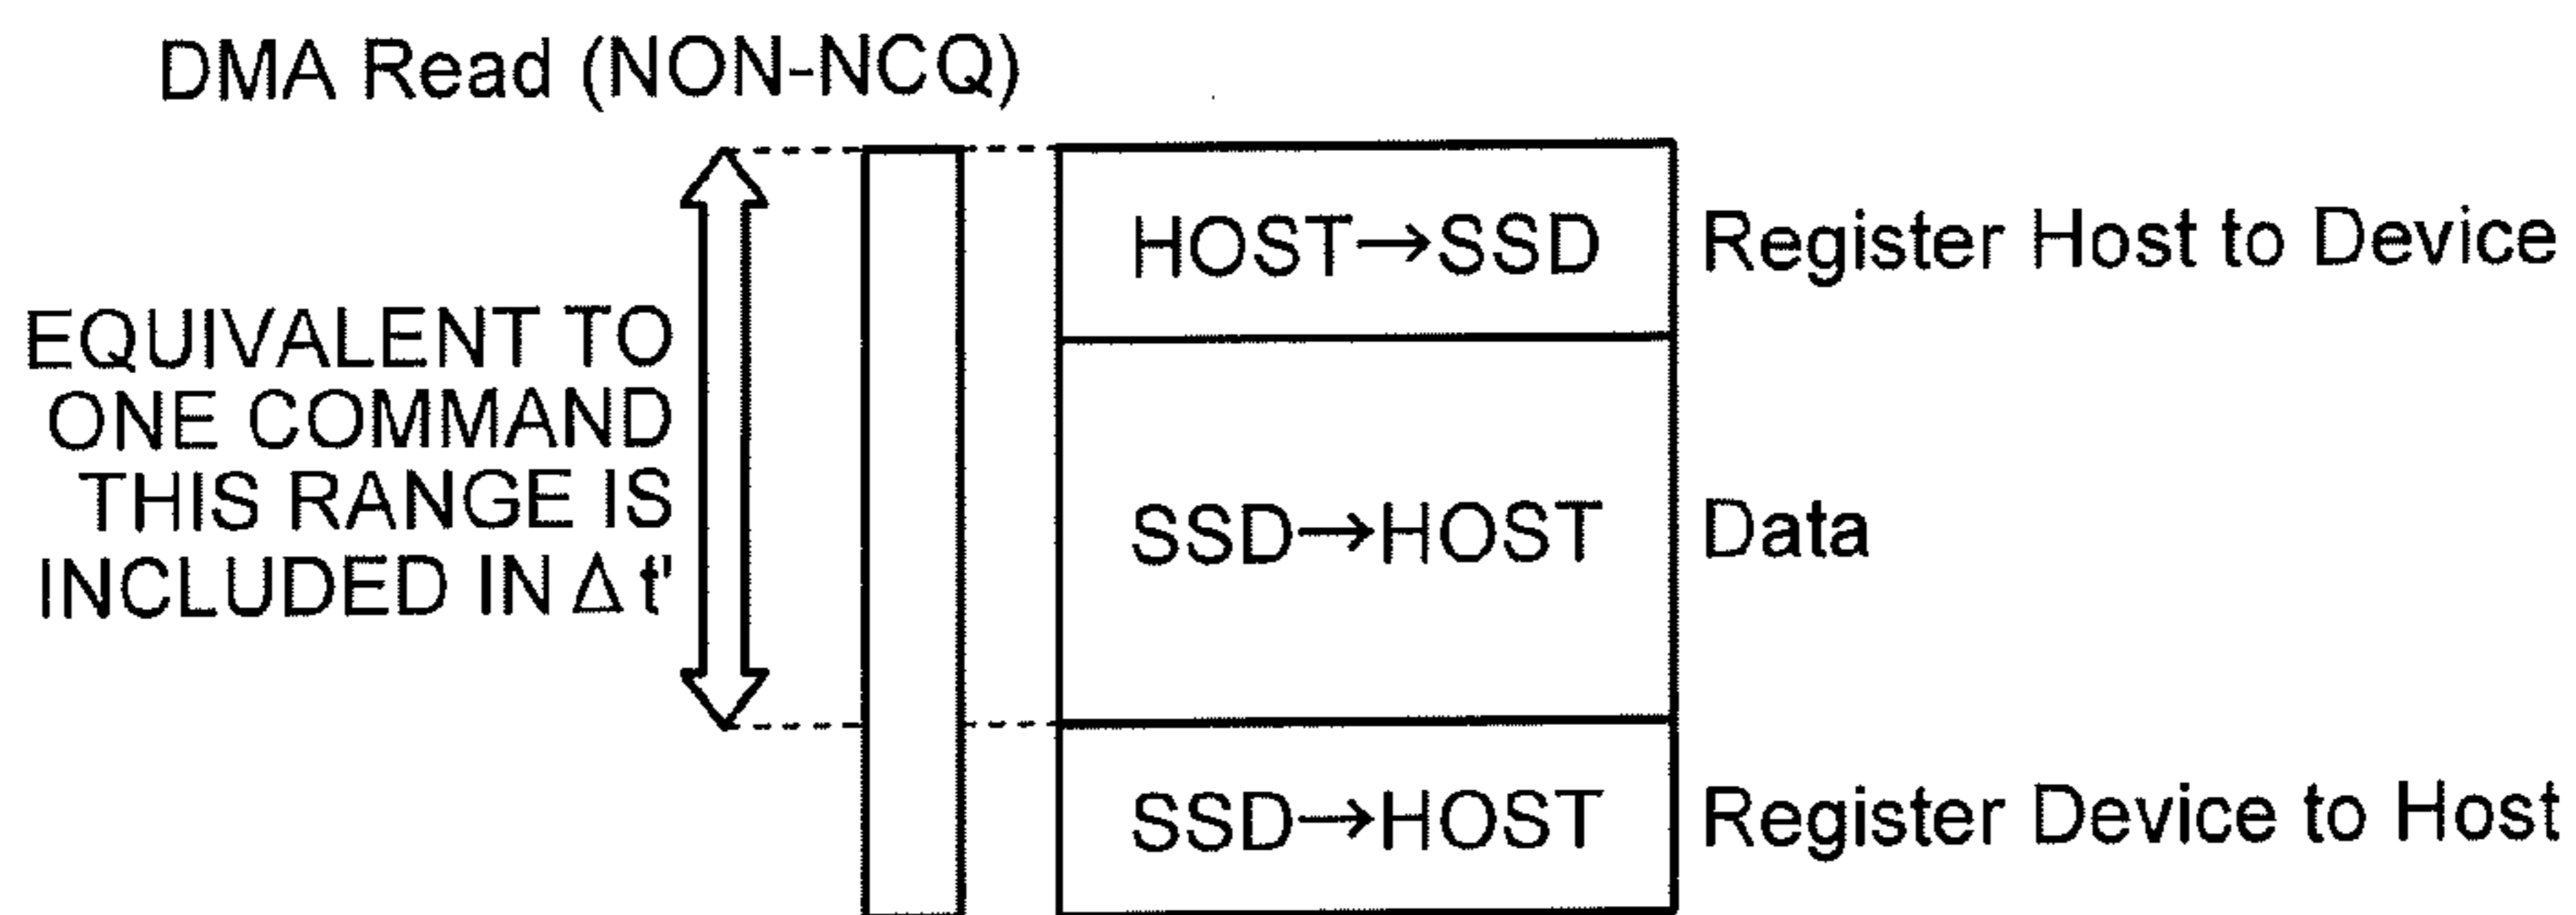 DMA Read (NON-NCQ)
HOST→SSD Register Host to Device
EQUIVALENT TO
ONE COMMAND
THIS RANGE IS
INCLUDED IN Δt'
SSD→HOST Data
SSD→HOST Register Device to Host